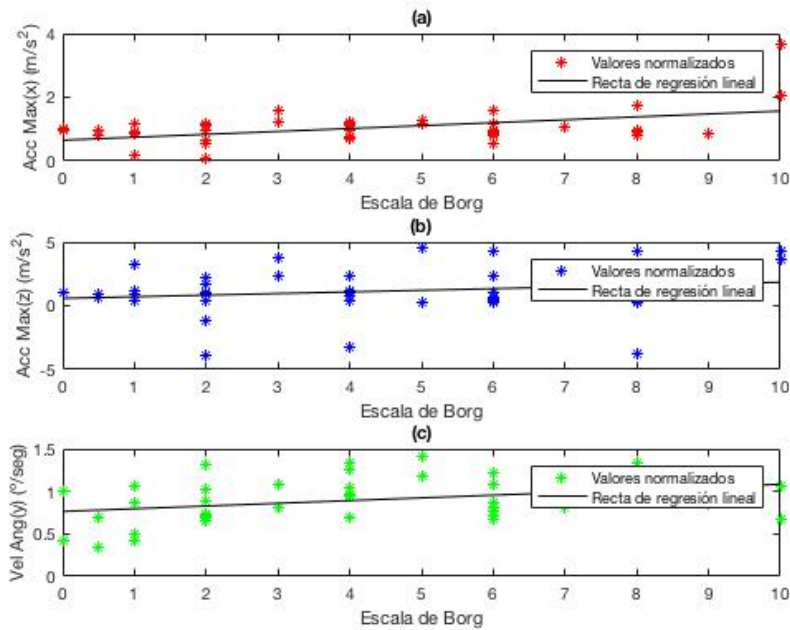 (a)
4
2
0
Acc Max(x) (m/s²)
Valores normalizados
Recta de regresión lineal
0 1 2 3 4 5 6 7 8 9 10
Escala de Borg
(b)
5
0
-5
Acc Max(z) (m/s²)
Valores normalizados
Recta de regresión lineal
0 1 2 3 4 5 6 7 8 9 10
Escala de Borg
(c)
1.5
1
0.5
0
Vel Ang(y) (º/seg)
Valores normalizados
Recta de regresión lineal
0 1 2 3 4 5 6 7 8 9 10
Escala de Borg